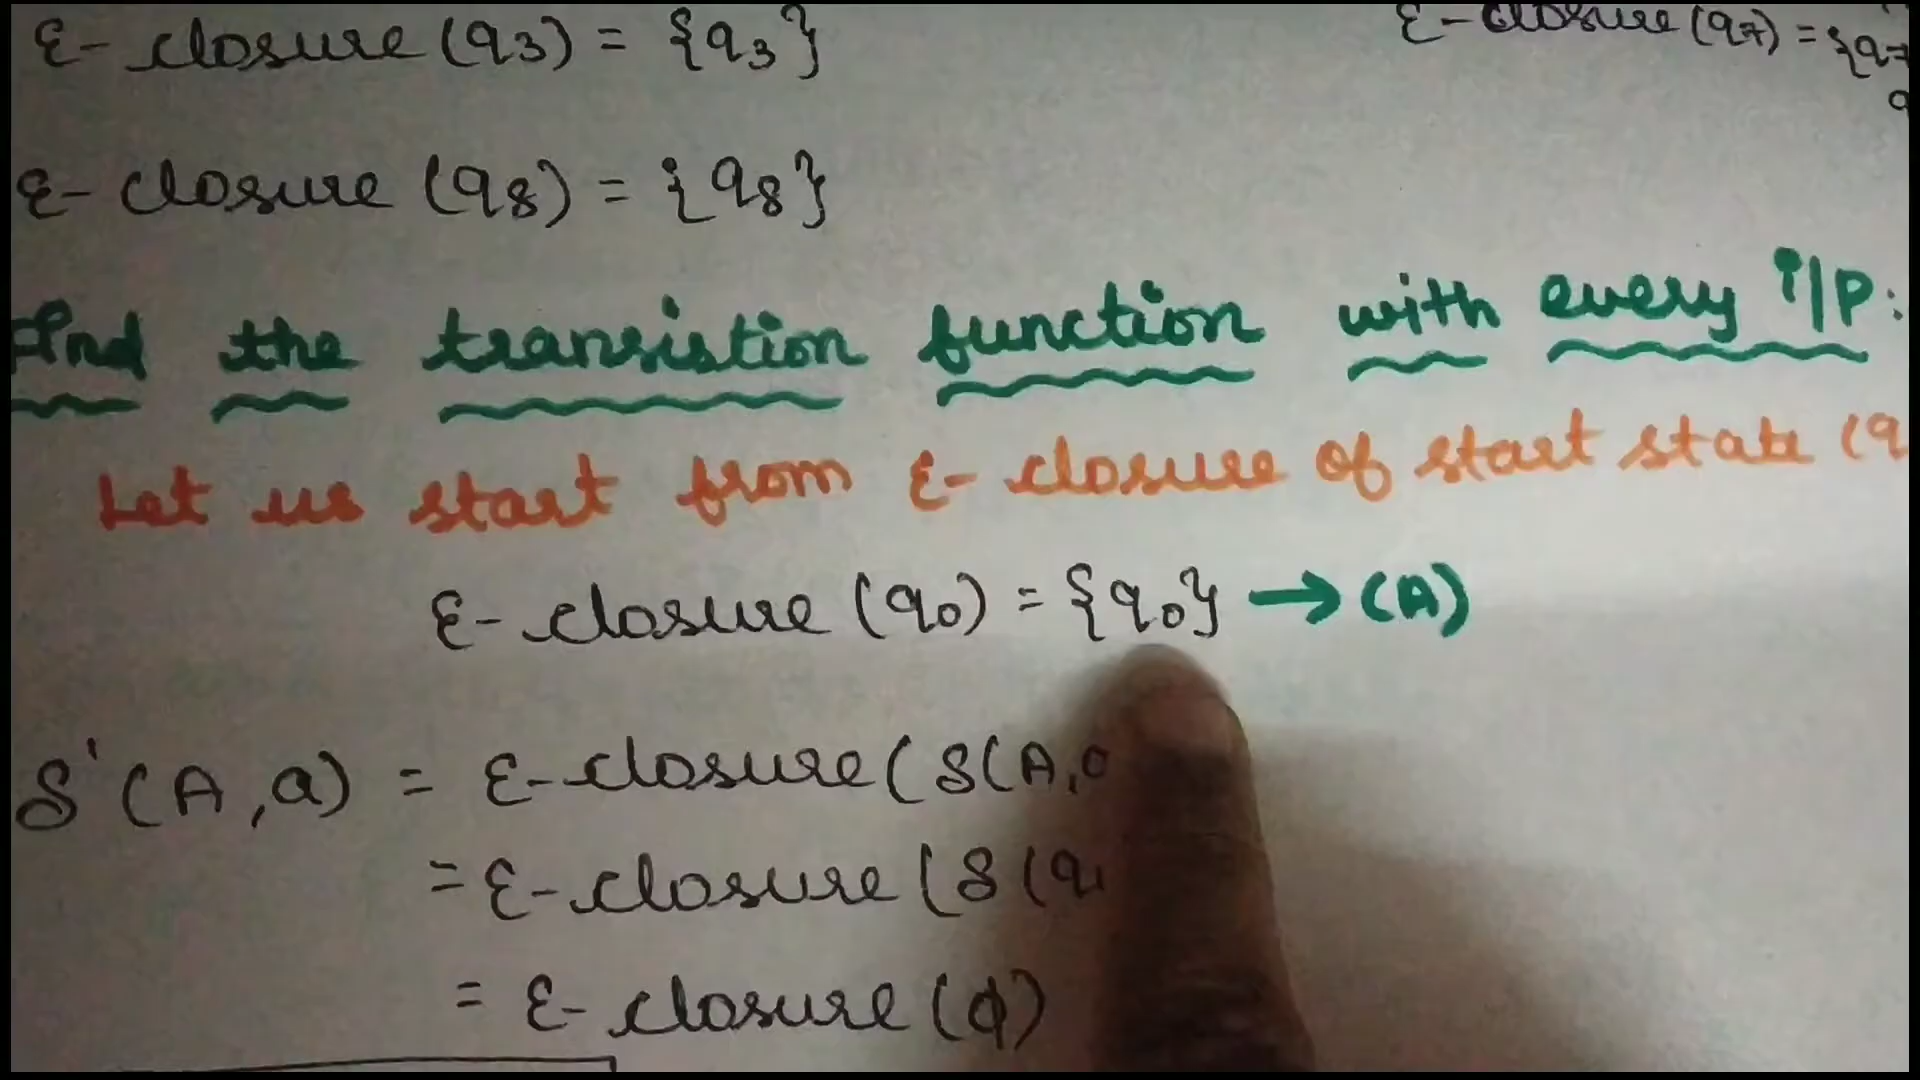 ε- closure (q3) = {q3}
ε- closure (q7) = {q7
ε- closure (q8) = {q8}
Find the transistion function with every i/p:
Let us start from ε- closure of start state (q
ε- closure (q0) = {q0} → (A)
δ'(A,a) = ε-closure(δ(A,
= ε-closure(δ(q
= ε-closure(ϕ)